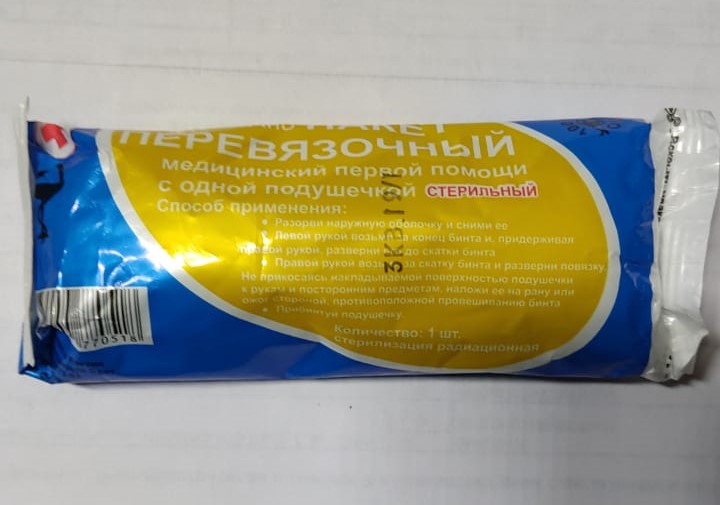 ПАКЕТ
ПЕРЕВЯЗОЧНЫЙ
медицинский первой помощи
с одной подушечкой СТЕРИЛЬНЫЙ
Способ применения:
• Разорви наружную оболочку и сними ее
• Левой рукой возьми за конец бинта и, придерживая
правой рукой, разверни до скатки бинта
• Правой рукой возьми за скатку бинта и разверни повязку.
Не прикасаясь накладываемой поверхностью подушечки
к рукам и посторонним предметам, наложи ее на рану или
ожог стороной, противоположной прошиванию бинта
• Прибинтуй подушечку.
Количество: 1 шт.
стерилизация радиационная
770518